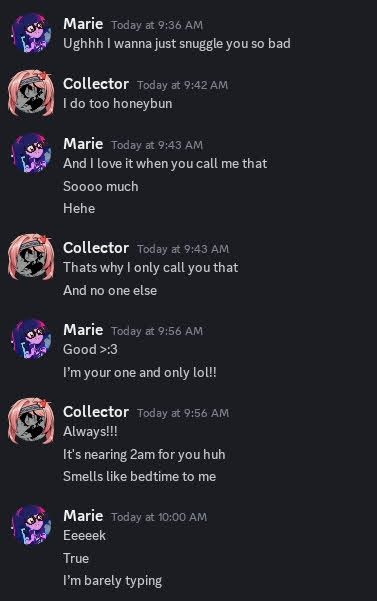 Marie Today at 9:36 AM
Ughhh I wanna just snuggle you so bad
Collector Today at 9:42 AM
I do too honeybun
Marie Today at 9:43 AM
And I love it when you call me that
Soooo much
Hehe
Collector Today at 9:43 AM
Thats why I only call you that
And no one else
Marie Today at 9:56 AM
Good >:3
I'm your one and only lol!!
Collector Today at 9:56 AM
Always!!!
It's nearing 2am for you huh
Smells like bedtime to me
Marie Today at 10:00 AM
Eeeeek
True
I'm barely typing